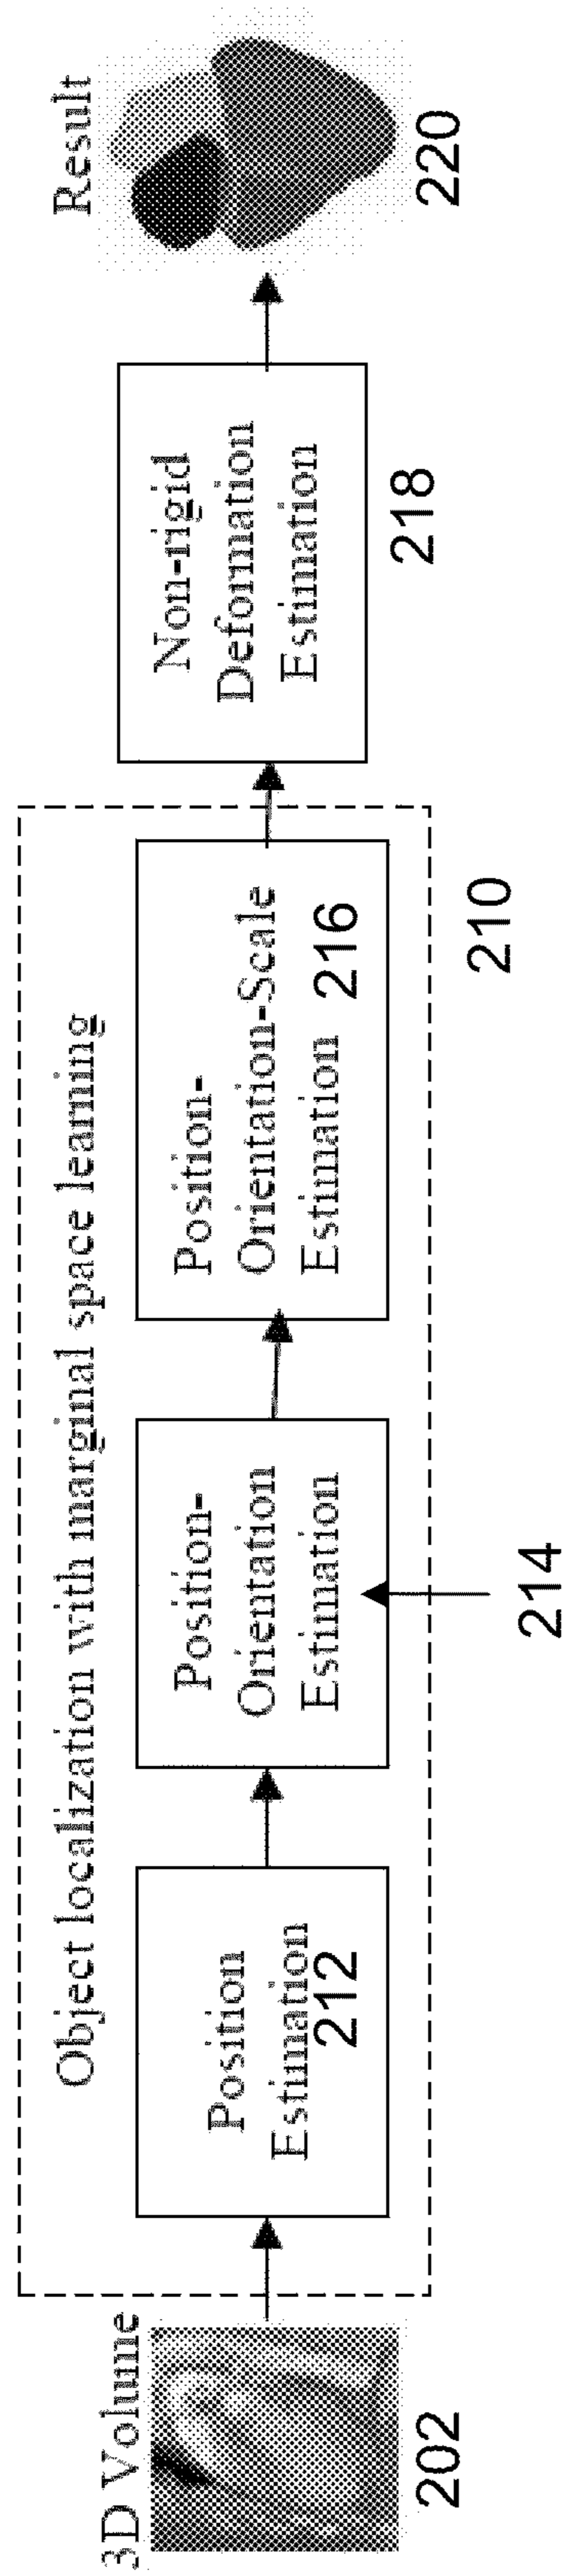 3D Volume
202
Object localization with marginal space learning
Position
Estimation
212
Position-
Orientation
Estimation
214
Position-
Orientation-Scale
Estimation 216
210
Non-rigid
Deformation
Estimation
218
Result
220